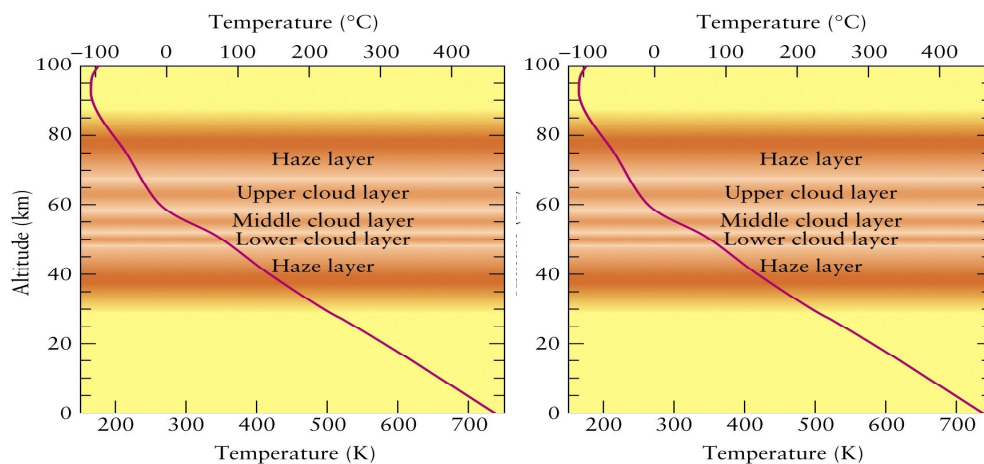 Temperature (°C)
−100 0 100 200 300 400
100
80
60
40
20
0
Altitude (km)
Haze layer
Upper cloud layer
Middle cloud layer
Lower cloud layer
Haze layer
200 300 400 500 600 700
Temperature (K)
Temperature (°C)
−100 0 100 200 300 400
100
80
60
40
20
0
Haze layer
Upper cloud layer
Middle cloud layer
Lower cloud layer
Haze layer
200 300 400 500 600 700
Temperature (K)